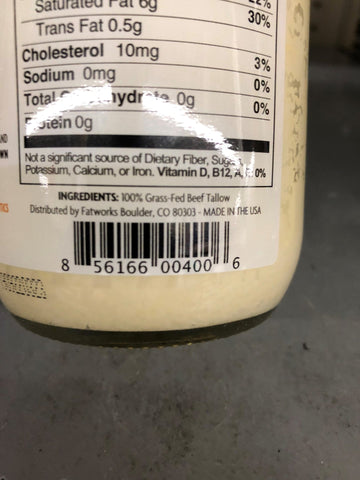 Saturated Fat 6g
30%
Trans Fat 0.5g
Cholesterol 10mg 3%
Sodium 0mg 0%
Total 0g 0%
0g
Not a significant source of Dietary Fiber,
Potassium, Calcium, or Iron. Vitamin D, B12, A, 0%
INGREDIENTS: 100% Grass-Fed Beef Tallow
Distributed by Fatworks Boulder, CO 80303 - MADE IN THE USA
8 56166 00400 6